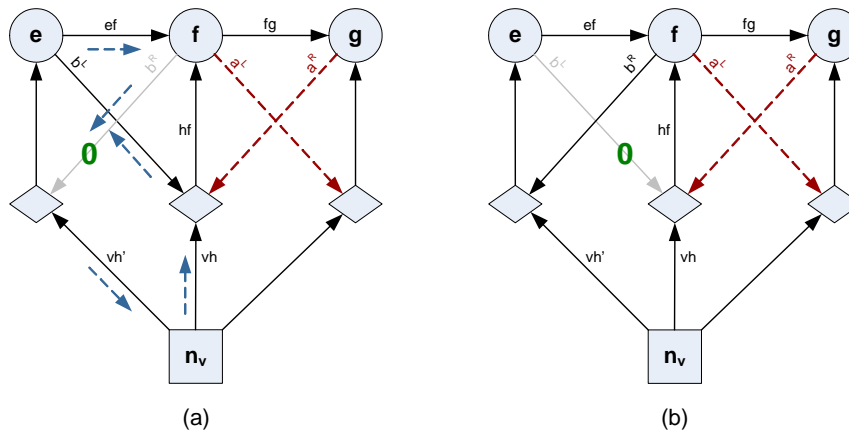 ef fg ef fg
e f g e f g
b^L b^R a^L a^R b^L b^R a^L a^R
hf hf
0 0
vh' vh vh' vh
n_v n_v
(a) (b)